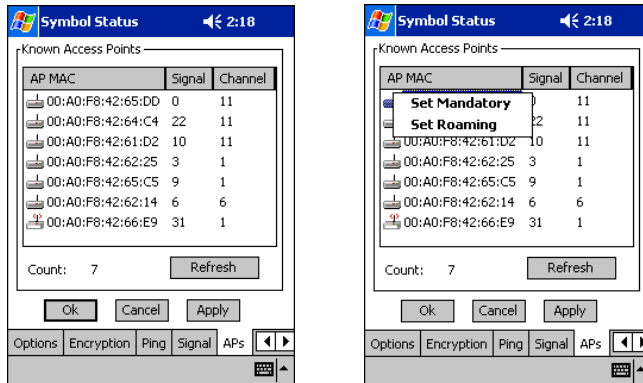 Symbol Status 2:18
Known Access Points
AP MAC Signal Channel
00:A0:F8:42:65:DD 0 11
00:A0:F8:42:64:C4 22 11
00:A0:F8:42:61:D2 10 11
00:A0:F8:42:62:25 3 1
00:A0:F8:42:65:C5 9 1
00:A0:F8:42:62:14 6 6
00:A0:F8:42:66:E9 31 1
Count: 7 Refresh
Ok Cancel Apply
Options Encryption Ping Signal APs
Symbol Status 2:18
Known Access Points
AP MAC Signal Channel
Set Mandatory 11
Set Roaming 22 11
00:A0:F8:42:61:D2 10 11
00:A0:F8:42:62:25 3 1
00:A0:F8:42:65:C5 9 1
00:A0:F8:42:62:14 6 6
00:A0:F8:42:66:E9 31 1
Count: 7 Refresh
Ok Cancel Apply
Options Encryption Ping Signal APs